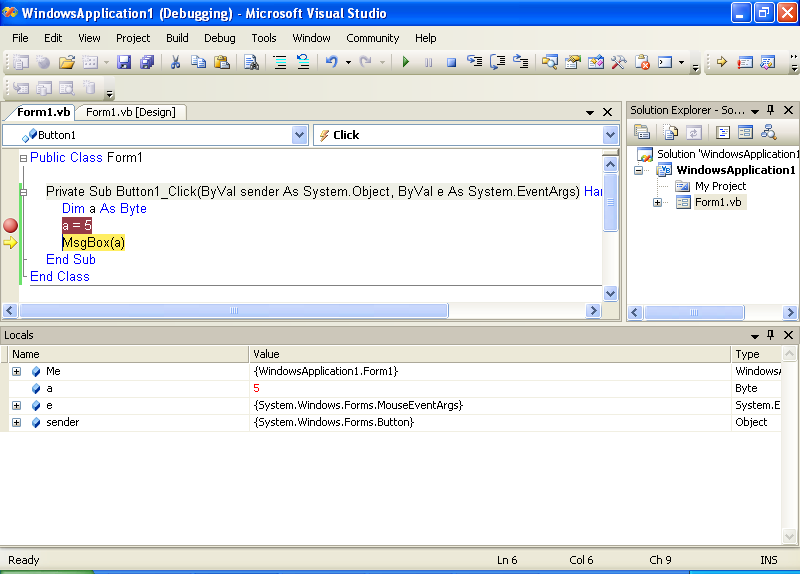 WindowsApplication1 (Debugging) - Microsoft Visual Studio
File Edit View Project Build Debug Tools Window Community Help
Form1.vb Form1.vb [Design]
Button1 Click
Public Class Form1
Private Sub Button1_Click(ByVal sender As System.Object, ByVal e As System.EventArgs) Han
Dim a As Byte
a = 5
MsgBox(a)
End Sub
End Class
Solution Explorer - So...
Solution 'WindowsApplication1
WindowsApplication1
My Project
Form1.vb
Locals
Name Value Type
Me {WindowsApplication1.Form1} WindowsA
a 5 Byte
e {System.Windows.Forms.MouseEventArgs} System.E
sender {System.Windows.Forms.Button} Object
Ready Ln 6 Col 6 Ch 9 INS